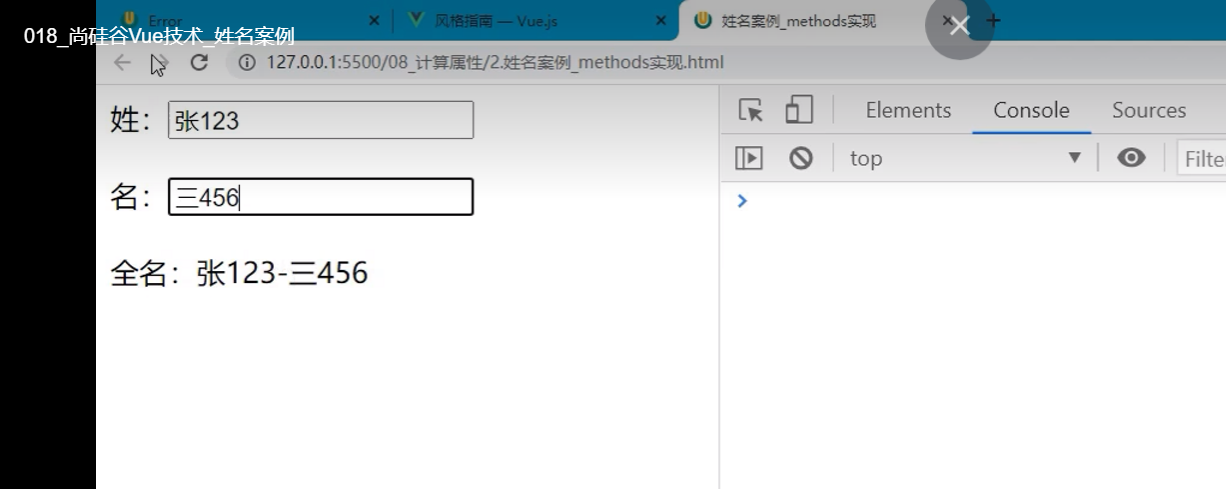 Error
风格指南 — Vue.js
姓名案例_methods实现
018_尚硅谷Vue技术_姓名案例
127.0.0.1:5500/08_计算属性/2.姓名案例_methods实现.html
姓：张123
Elements Console Sources
top
Filte
名：三456
全名：张123-三456